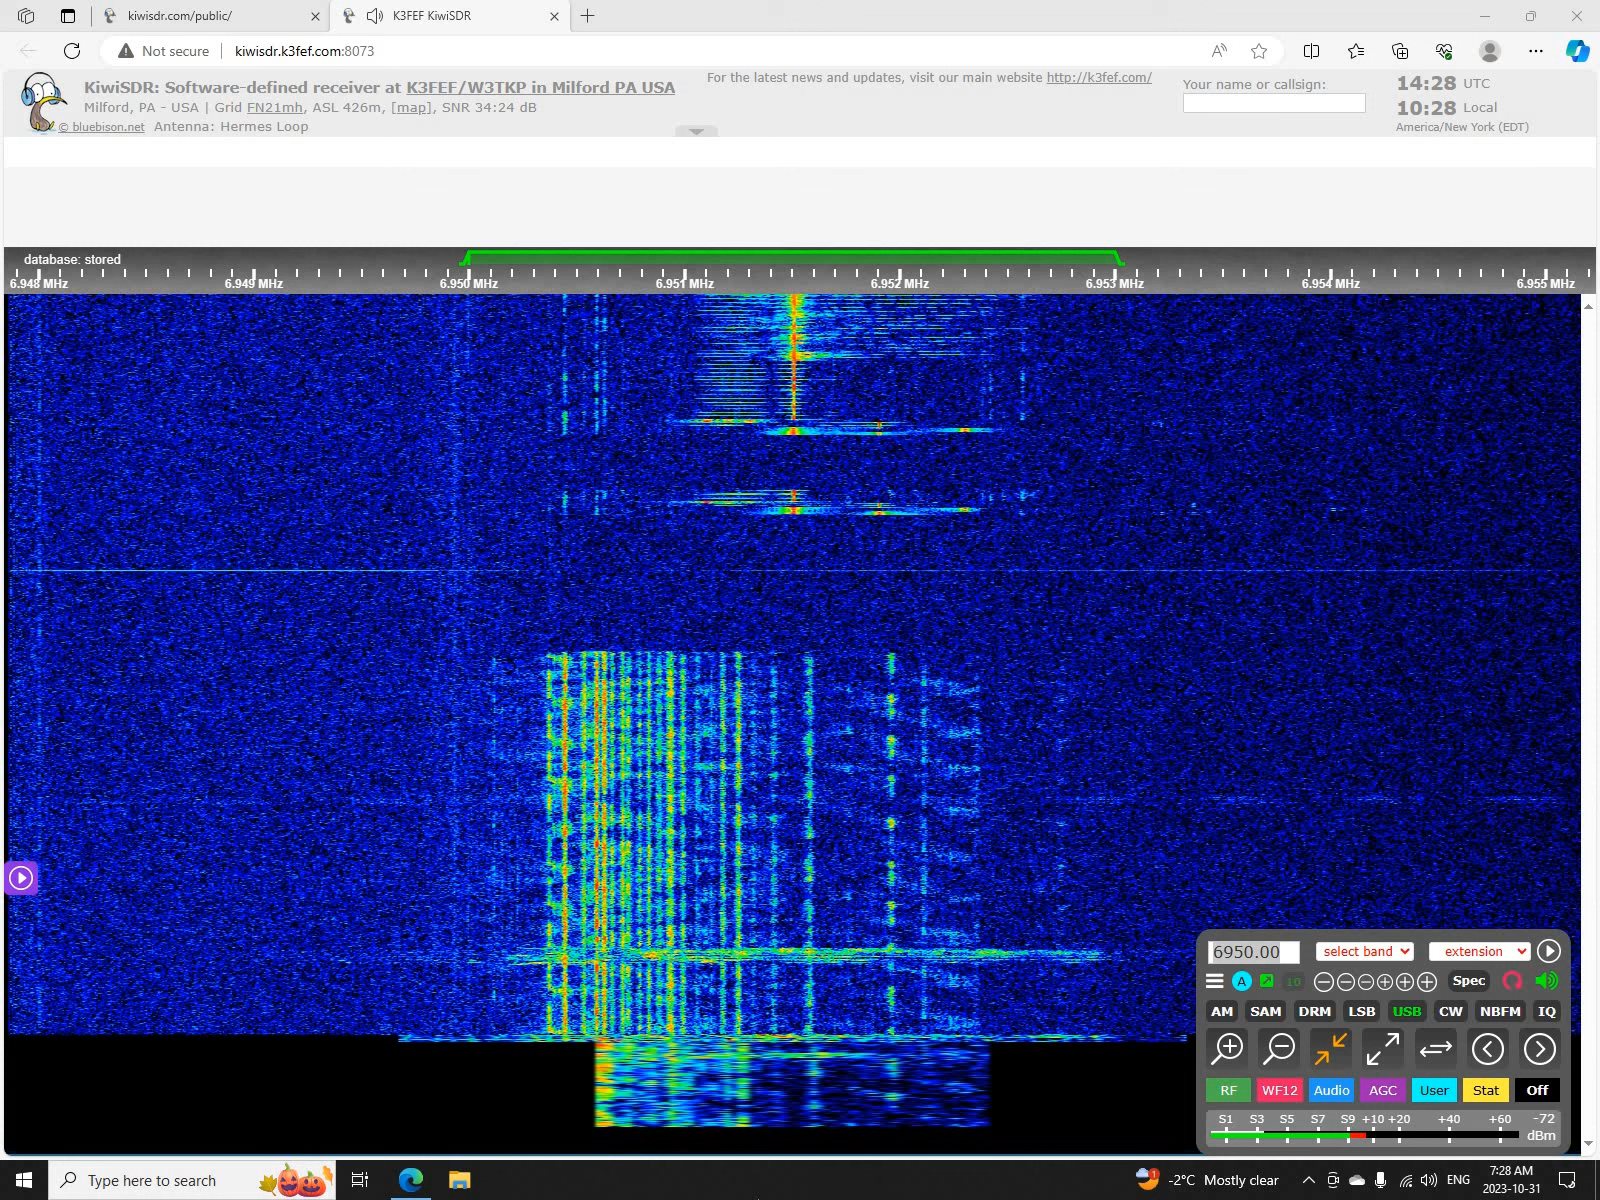 kiwisdr.com/public/
K3FEF KiwiSDR
Not secure
kiwisdr.k3fef.com:8073
KiwiSDR: Software-defined receiver at K3FEF/W3TKP in Milford PA USA
Milford, PA - USA | Grid FN21mh, ASL 426m, [map], SNR 34:24 dB
© bluebison.net Antenna: Hermes Loop
For the latest news and updates, visit our main website http://k3fef.com/
Your name or callsign:
14:28 UTC
10:28 Local
America/New York (EDT)
database: stored
6.948 MHz 6.949 MHz 6.950 MHz 6.951 MHz 6.952 MHz 6.953 MHz 6.954 MHz 6.955 MHz
6950.00 select band extension
A 10 Spec
AM SAM DRM LSB USB CW NBFM IQ
RF WF12 Audio AGC User Stat Off
S1 S3 S5 S7 S9 +10 +20 +40 +60 -72
dBm
Type here to search
1 -2°C Mostly clear
ENG
7:28 AM
2023-10-31